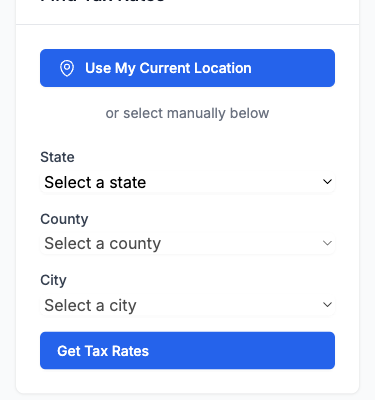 Find Tax Rates
Use My Current Location
or select manually below
State
Select a state
County
Select a county
City
Select a city
Get Tax Rates